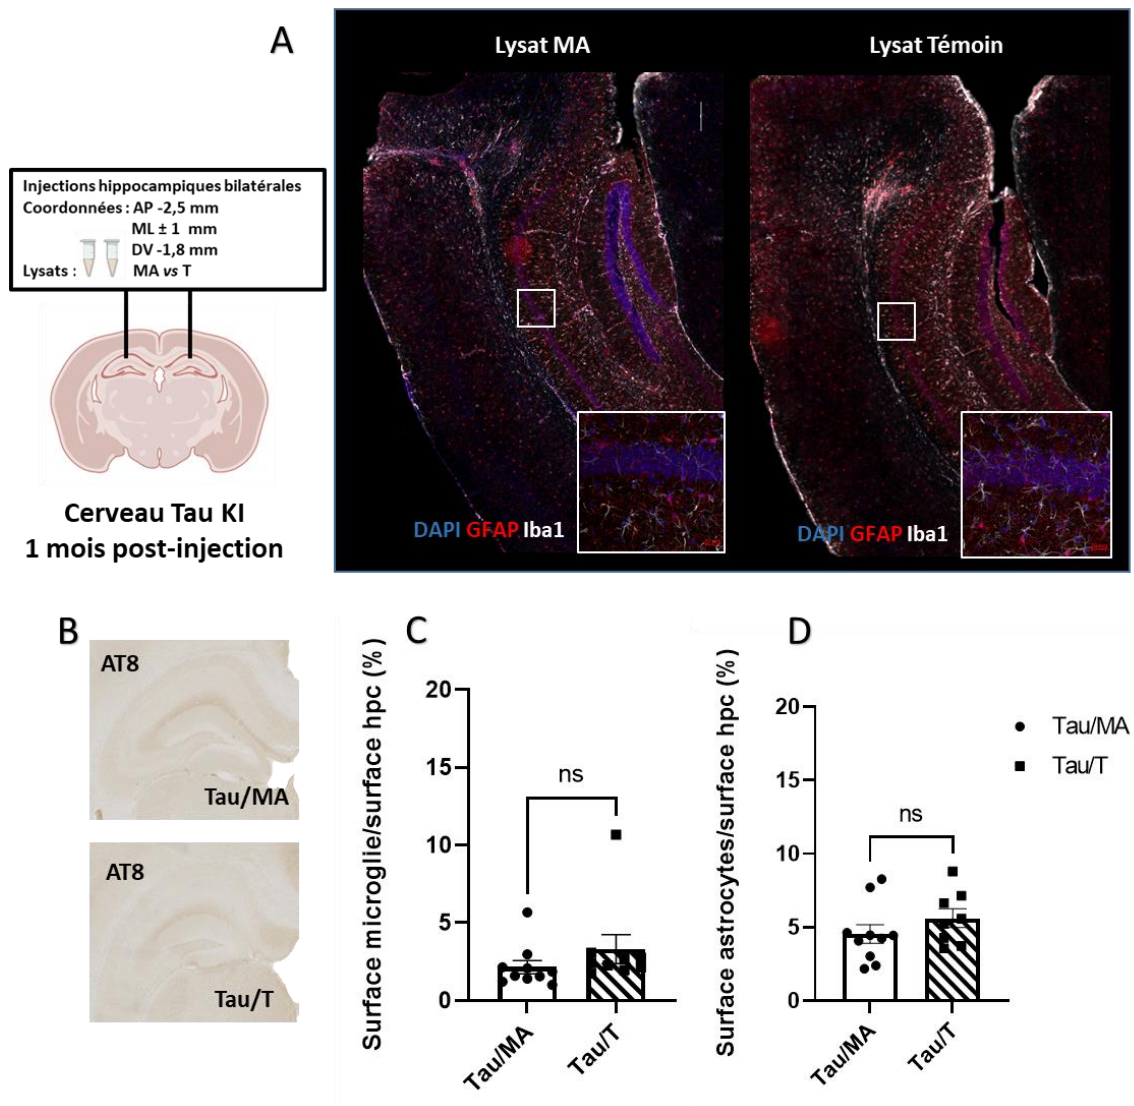 A
Lysat MA
Lysat Témoin
Injections hippocampiques bilatérales
Coordonnées : AP -2,5 mm
ML ± 1 mm
DV -1,8 mm
Lysats : MA vs T
Cerveau Tau KI
1 mois post-injection
DAPI GFAP Iba1
DAPI GFAP Iba1
B
AT8
Tau/MA
AT8
Tau/T
C
Surface microglie/surface hpc (%)
20
15
10
5
0
ns
Tau/MA
Tau/T
D
Surface astrocytes/surface hpc (%)
20
15
10
5
0
ns
Tau/MA
Tau/T
Tau/MA
Tau/T